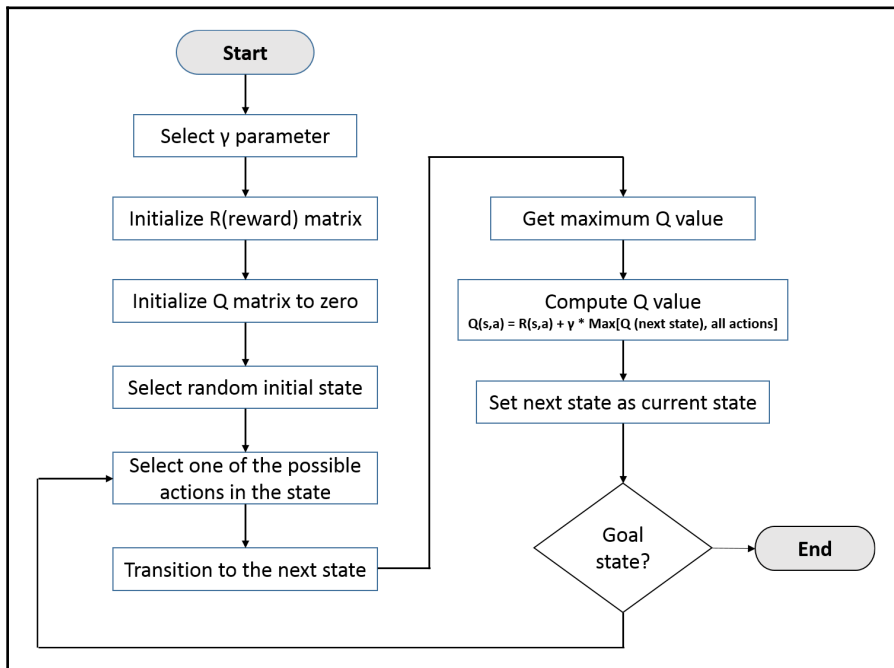 Start
Select γ parameter
Initialize R(reward) matrix
Initialize Q matrix to zero
Select random initial state
Select one of the possible
actions in the state
Transition to the next state
Get maximum Q value
Compute Q value
Q(s,a) = R(s,a) + γ * Max[Q (next state), all actions]
Set next state as current state
Goal
state?
End